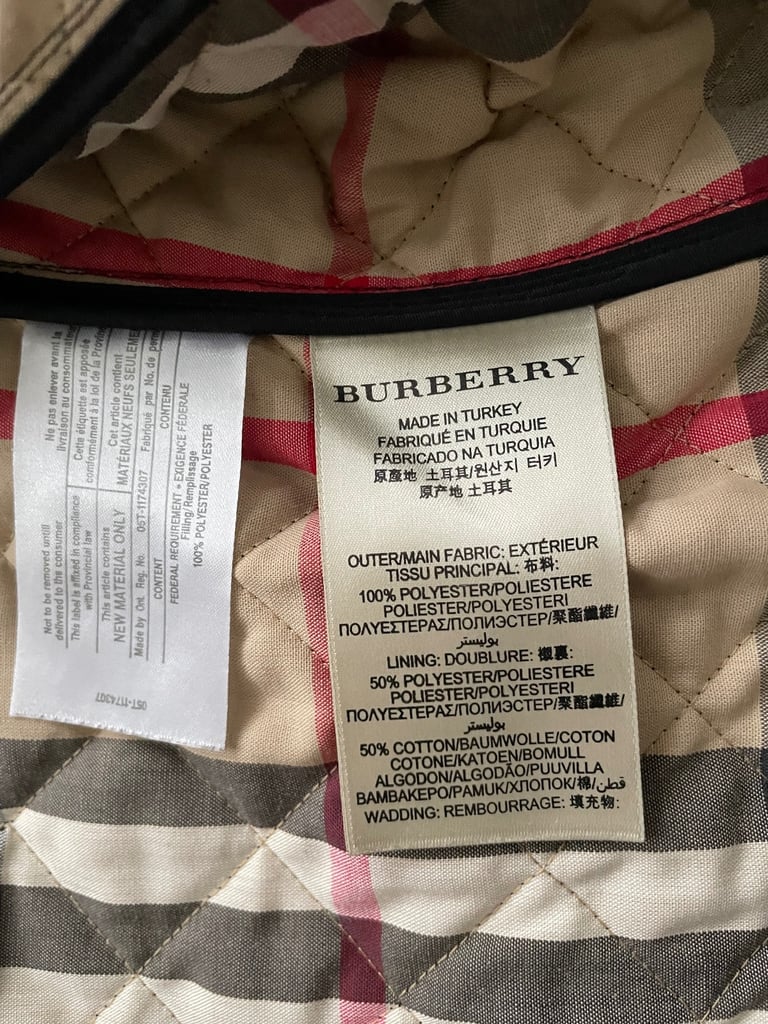 Not to be removed until
delivered to the consumer
Ne pas enlever avant la
livraison au consommateur
This label is affixed in compliance
with Provincial law
Cette étiquette est apposée
conformément à la loi de la
This article contains
NEW MATERIAL ONLY
Cet article contient
MATÉRIAUX NEUFS SEULEMENT
Made by Ont. Reg. No. 05T-1174307 Fabriqué par No. de
CONTENT CONTENU
FEDERAL REQUIREMENT • EXIGENCE FÉDÉRALE
Filling/Remplissage
100% POLYESTER/POLYESTER
05T-1174307
BURBERRY
MADE IN TURKEY
FABRIQUÉ EN TURQUIE
FABRICADO NA TURQUIA
原產地 土耳其/원산지 터키
原产地 土耳其
OUTER/MAIN FABRIC: EXTÉRIEUR
TISSU PRINCIPAL: 布料:
100% POLYESTER/POLIESTERE
POLIESTER/POLYESTERI
ΠΟΛΥΕΣΤΕΡΑΣ/ПОЛИЭСТЕР/聚酯纖維/
بوليستر
LINING: DOUBLURE: 襯裏:
50% POLYESTER/POLIESTERE
POLIESTER/POLYESTERI
ΠΟΛΥΕΣΤΕΡΑΣ/ПОЛИЭСТЕР/聚酯纖維/
بوليستر
50% COTTON/BAUMWOLLE/COTON
COTONE/KATOEN/BOMULL
ALGODON/ALGODÃO/PUUVILLA
ΒΑΜΒΑΚΕΡΟ/PAMUK/ХЛОПОК/棉/قطن
WADDING: REMBOURRAGE: 填充物: